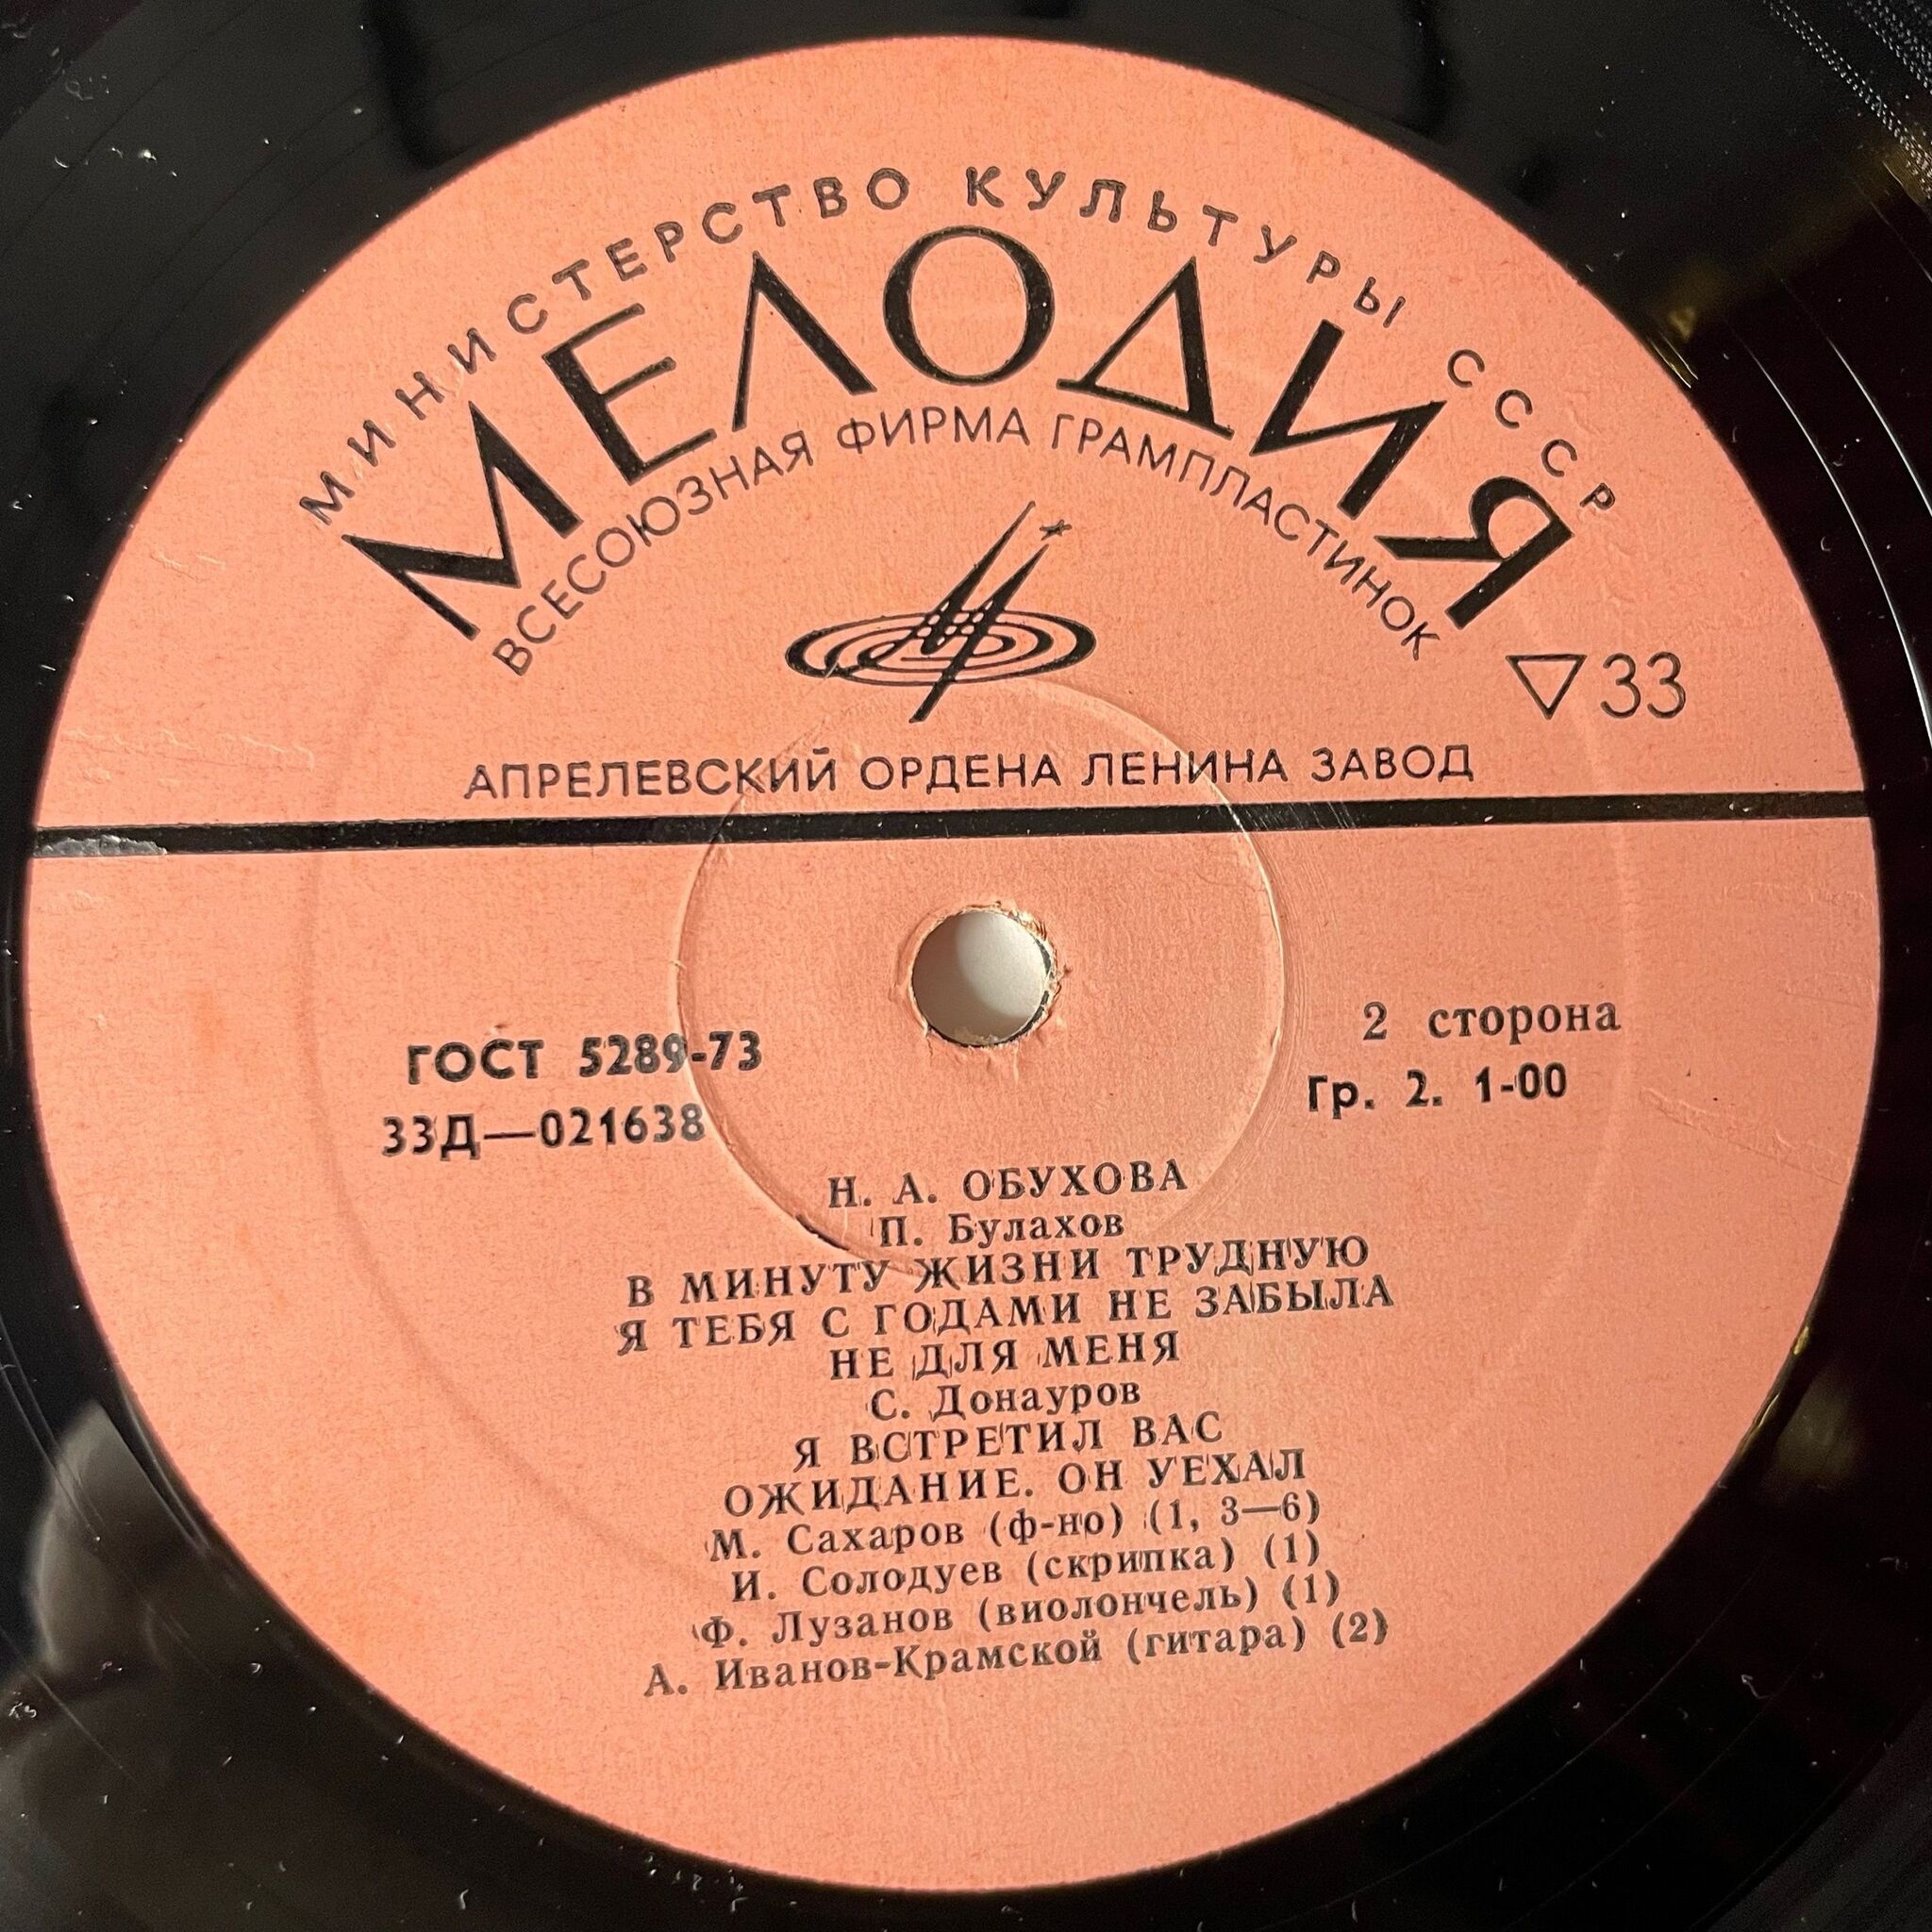 МИНИСТЕРСТВО КУЛЬТУРЫ СССР
МЕЛОДИЯ
ВСЕСОЮЗНАЯ ФИРМА ГРАМПЛАСТИНОК
▽33
АПРЕЛЕВСКИЙ ОРДЕНА ЛЕНИНА ЗАВОД
ГОСТ 5289-73
2 сторона
33Д—021638
Гр. 2. 1-00
Н. А. ОБУХОВА
П. Булахов
В МИНУТУ ЖИЗНИ ТРУДНУЮ
Я ТЕБЯ С ГОДАМИ НЕ ЗАБЫЛА
НЕ ДЛЯ МЕНЯ
С. Донауров
Я ВСТРЕТИЛ ВАС
ОЖИДАНИЕ. ОН УЕХАЛ
М. Сахаров (ф-но) (1, 3—6)
И. Солодуев (скрипка) (1)
Ф. Лузанов (виолончель) (1)
А. Иванов-Крамской (гитара) (2)